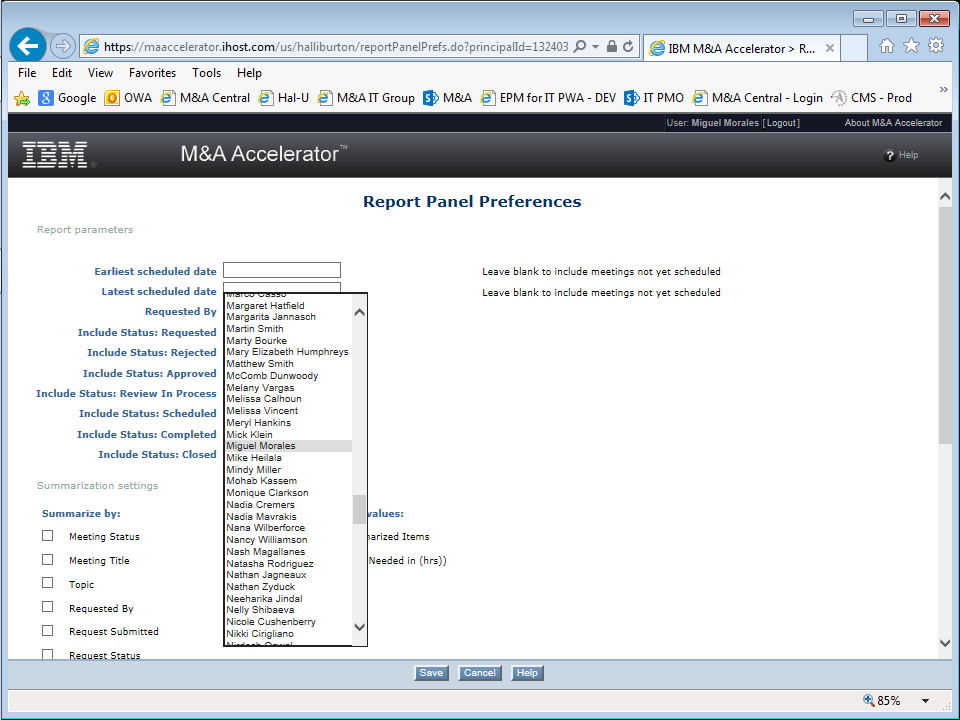 https://maaccelerator.ihost.com/us/halliburton/reportPanelPrefs.do?principalId=132403
IBM M&A Accelerator > R...
File Edit View Favorites Tools Help
Google OWA M&A Central Hal-U M&A IT Group M&A EPM for IT PWA - DEV IT PMO M&A Central - Login CMS - Prod
User: Miguel Morales [Logout] About M&A Accelerator
IBM. M&A Accelerator™ Help
Report Panel Preferences
Report parameters
Earliest scheduled date Leave blank to include meetings not yet scheduled
Latest scheduled date Leave blank to include meetings not yet scheduled
Requested By
Include Status: Requested
Include Status: Rejected
Include Status: Approved
Include Status: Review In Process
Include Status: Scheduled
Include Status: Completed
Include Status: Closed
Marco Casso
Margaret Hatfield
Margarita Jannasch
Martin Smith
Marty Bourke
Mary Elizabeth Humphreys
Matthew Smith
McComb Dunwoody
Melany Vargas
Melissa Calhoun
Melissa Vincent
Meryl Hankins
Mick Klein
Miguel Morales
Mike Heilala
Mindy Miller
Mohab Kassem
Monique Clarkson
Nadia Cremers
Nadia Mavrakis
Nana Wilberforce
Nancy Williamson
Nash Magallanes
Natasha Rodriguez
Nathan Jagneaux
Nathan Zyduck
Neeharika Jindal
Nelly Shibaeva
Nicole Cushenberry
Nikki Cirigliano
Summarization settings
Summarize by: values:
Meeting Status marized Items
Meeting Title Needed in (hrs))
Topic
Requested By
Request Submitted
Request Status
Save Cancel Help
85%